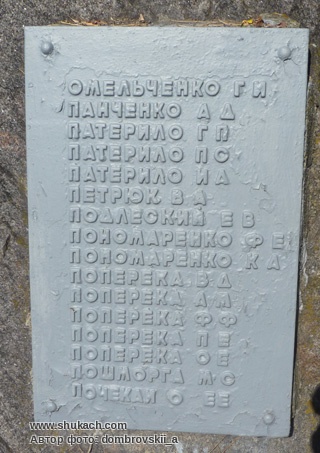 ОМЕЛЬЧЕНКО Г И
ПАНЧЕНКО А Д
ПАТЕРИЛО Г П
ПАТЕРИЛО П С
ПАТЕРИЛО И А
ПЕТРЮК В А
ПОДЛЕСКИЙ Е В
ПОНОМАРЕНКО Ф Е
ПОНОМАРЕНКО К А
ПОПЕРЕКА В Д
ПОПЕРЕКА А М
ПОПЕРЕКА Ф Ф
ПОПЕРЕКА П Е
ПОПЕРЕКА О Е
ПОШМОРГА М С
ПОЧЕКАЙ О Е Е
www.shukach.com
Автор фото: dombrovskii_a